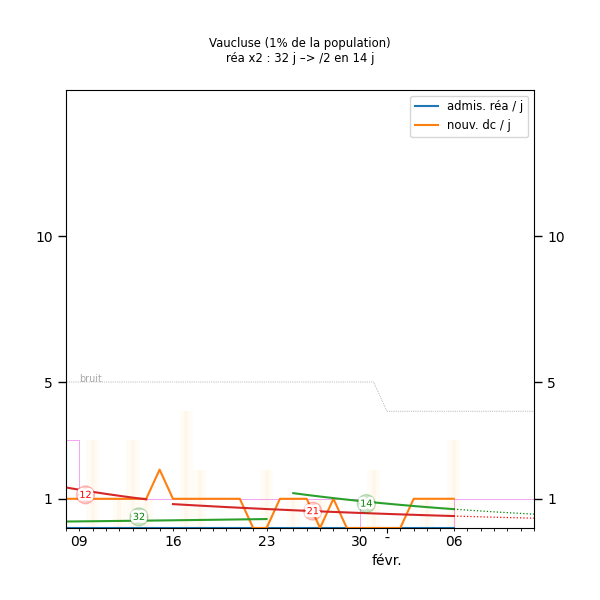 Vaucluse (1% de la population)
réa x2 : 32 j –> /2 en 14 j
admis. réa / j
nouv. dc / j
10
10
5
5
bruit
12
14
1
1
21
32
09
16
23
30
-
06
févr.